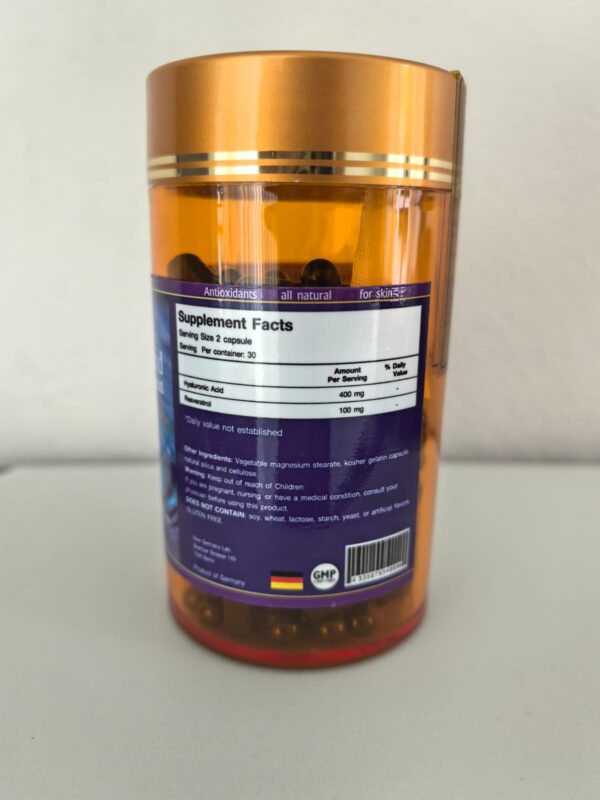 Antioxidants all natural for skin
Supplement Facts
Serving Size 2 capsule
Serving Per container: 30
Amount Per Serving % Daily Value
Hyaluronic Acid 400 mg -
Resveratrol 100 mg -
*Daily value not established
Other Ingredients: Vegetable magnesium stearate, kosher gelatin capsule,
natural silica and cellulose
Warning: Keep out of reach of Children
If you are pregnant, nursing, or have a medical condition, consult your
physician before using this product.
DOES NOT CONTAIN: soy, wheat, lactose, starch, yeast, or artificial flavors.
GLUTEN FREE.
Germany Lab
Product of Germany
GMP